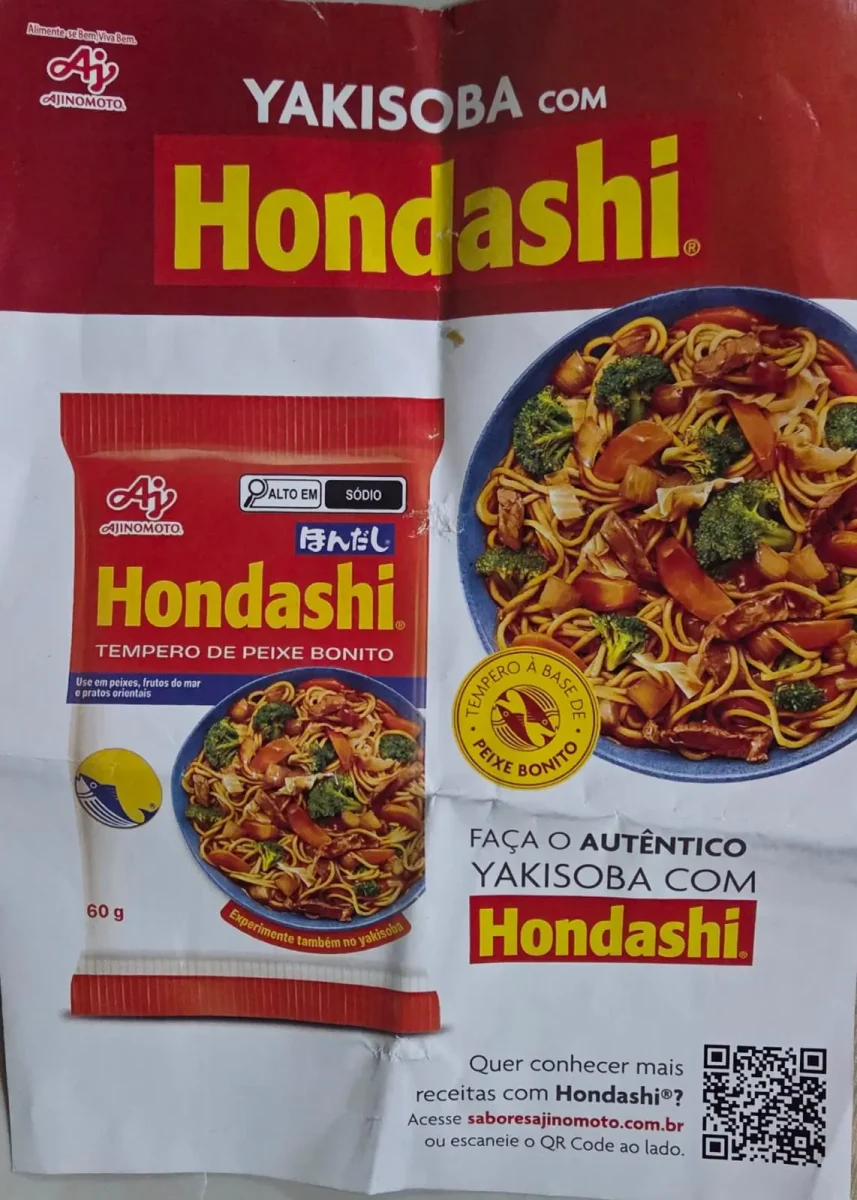 Alimente-se Bem, Viva Bem.
AJINOMOTO.
YAKISOBA COM
Hondashi®
AJINOMOTO.
ALTO EM SÓDIO
ほんだし®
Hondashi®
TEMPERO DE PEIXE BONITO
Use em peixes, frutos do mar
e pratos orientais
60 g
Experimente também no yakisoba
TEMPERO À BASE DE
PEIXE BONITO
FAÇA O AUTÊNTICO
YAKISOBA COM
Hondashi®
Quer conhecer mais
receitas com Hondashi®?
Acesse saboresajinomoto.com.br
ou escaneie o QR Code ao lado.